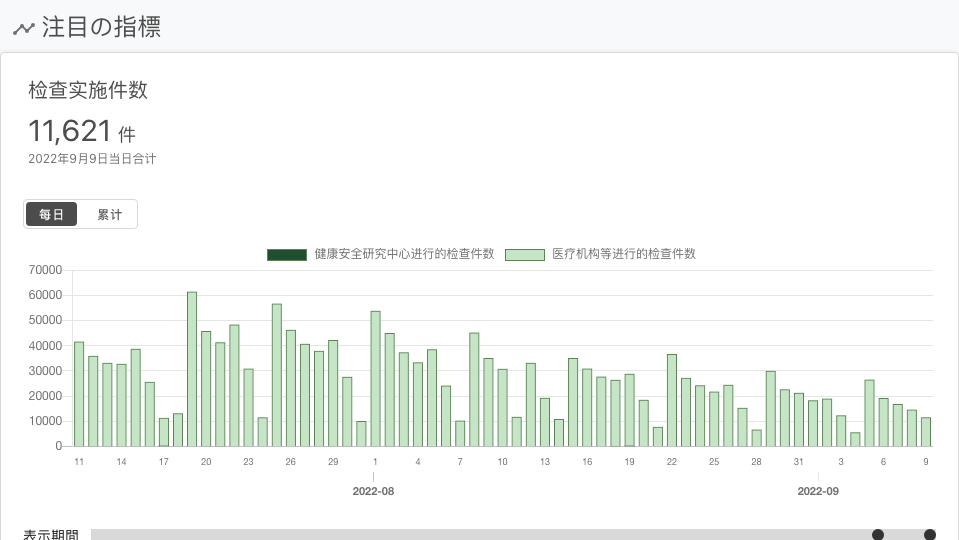 注目の指標
检查实施件数
11,621 件
2022年9月9日当日合计
每日 累计
健康安全研究中心进行的检查件数 医疗机构等进行的检查件数
70000
60000
50000
40000
30000
20000
10000
0
11 14 17 20 23 26 29 1 4 7 10 13 16 19 22 25 28 31 3 6 9
2022-08 2022-09
表示期間